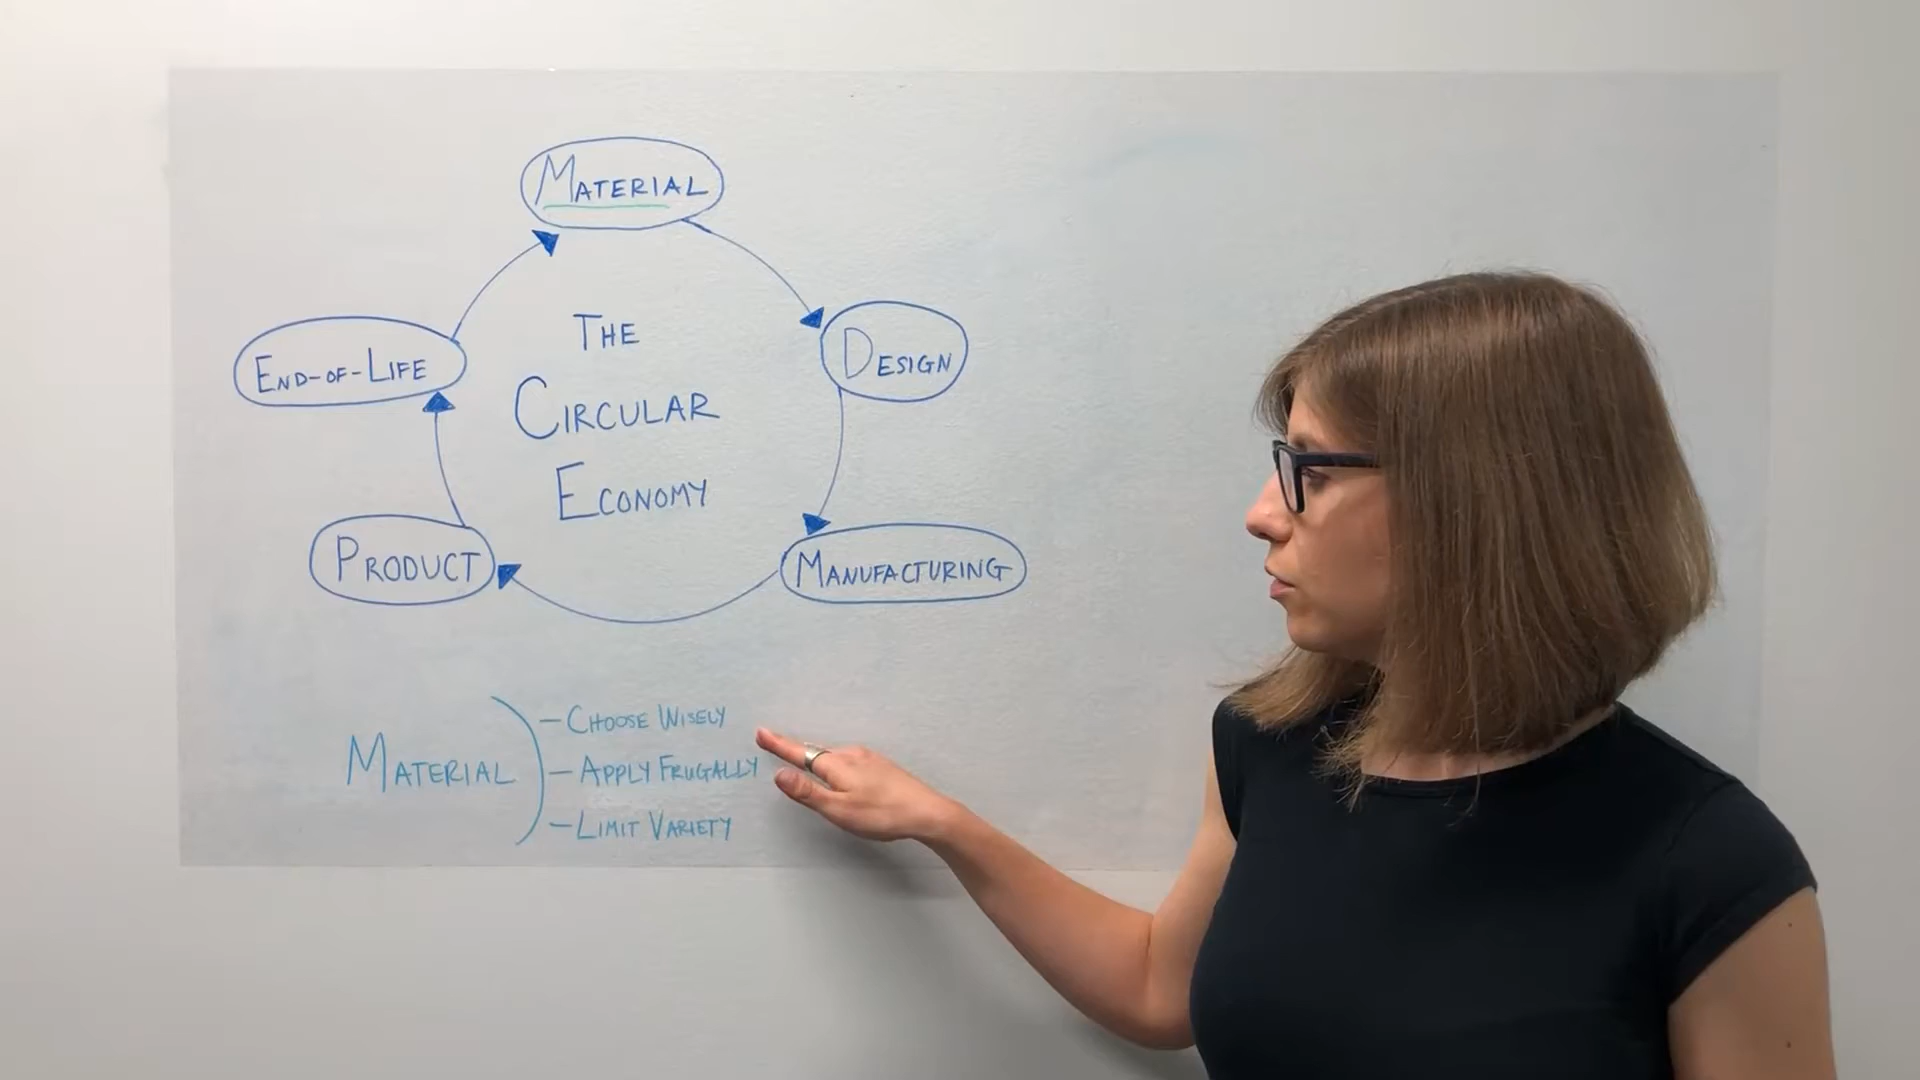 MATERIAL
DESIGN
MANUFACTURING
PRODUCT
END-OF-LIFE
THE
CIRCULAR
ECONOMY
MATERIAL
- CHOOSE WISELY
- APPLY FRUGALLY
- LIMIT VARIETY